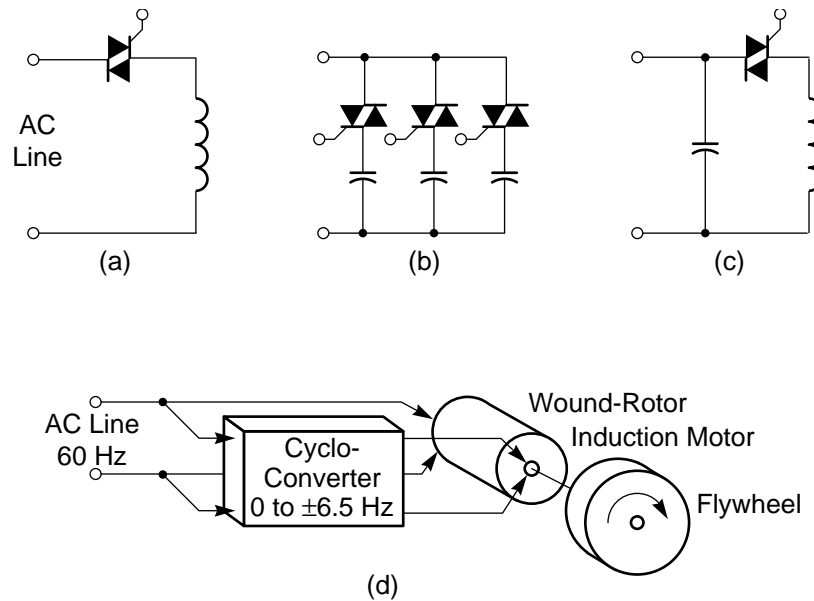 AC
Line
(a)
(b)
(c)
AC Line
60 Hz
Cyclo-
Converter
0 to ±6.5 Hz
Wound-Rotor
Induction Motor
Flywheel
(d)